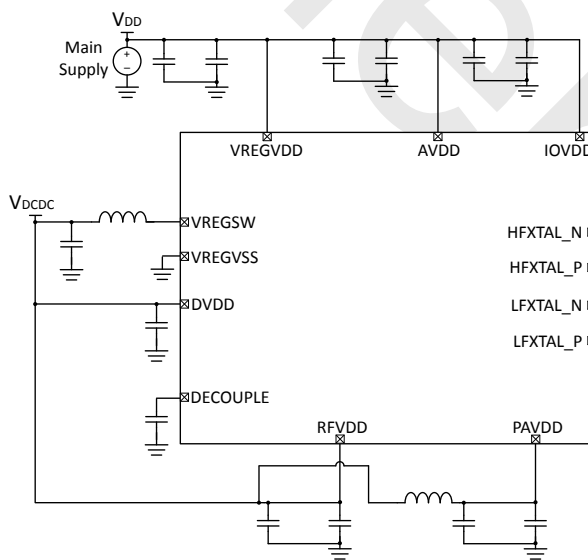 VDD
Main
Supply
+
−
VREGVDD
AVDD
IOVDD
VDCDC
VREGSW
HFXTAL_N
VREGVSS
HFXTAL_P
DVDD
LFXTAL_N
LFXTAL_P
DECOUPLE
RFVDD
PAVDD